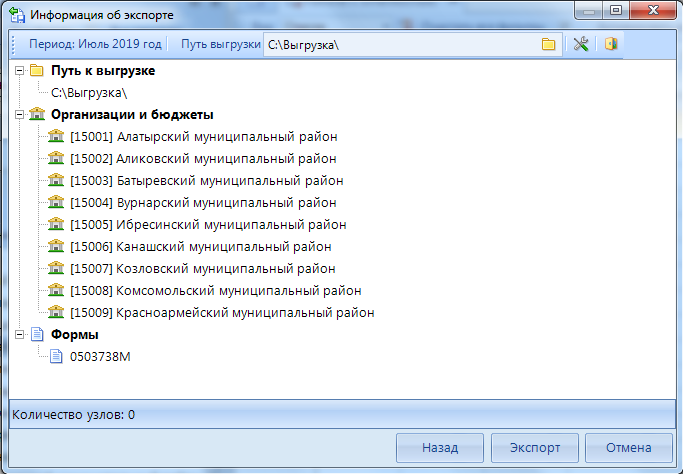 Информация об экспорте
Период: Июль 2019 год Путь выгрузки C:\Выгрузка\
Путь к выгрузке
C:\Выгрузка\
Организации и бюджеты
[15001] Алатырский муниципальный район
[15002] Аликовский муниципальный район
[15003] Батыревский муниципальный район
[15004] Вурнарский муниципальный район
[15005] Ибресинский муниципальный район
[15006] Канашский муниципальный район
[15007] Козловский муниципальный район
[15008] Комсомольский муниципальный район
[15009] Красноармейский муниципальный район
Формы
0503738М
Количество узлов: 0
Назад Экспорт Отмена